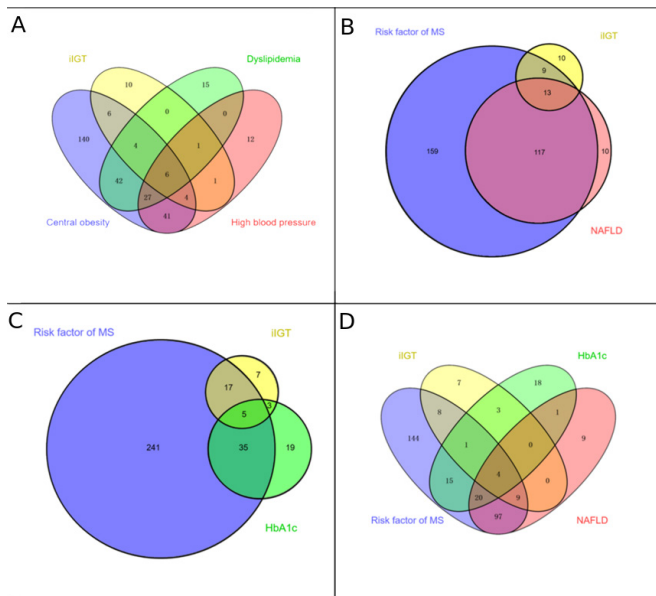 A
iIGT
Dyslipidemia
10
15
6
0
0
140
4
1
12
6
42
27
4
1
41
Central obesity
High blood pressure
B
Risk factor of MS
iIGT
10
9
13
159
117
10
NAFLD
C
Risk factor of MS
iIGT
7
17
3
5
241
35
19
HbA1c
D
HbA1c
iIGT
7
18
8
3
1
144
1
0
9
4
15
20
9
0
97
Risk factor of MS
NAFLD